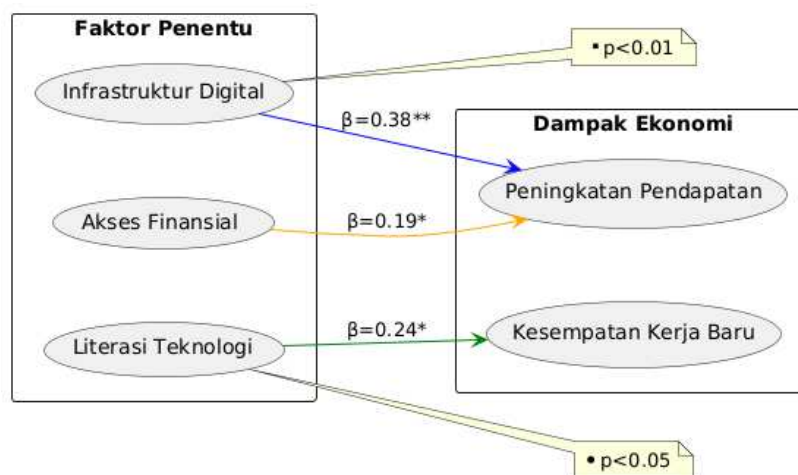 Faktor Penentu
▪ p<0.01
Infrastruktur Digital
β=0.38**
Dampak Ekonomi
Peningkatan Pendapatan
Akses Finansial
β=0.19*
Literasi Teknologi
β=0.24*
Kesempatan Kerja Baru
• p<0.05